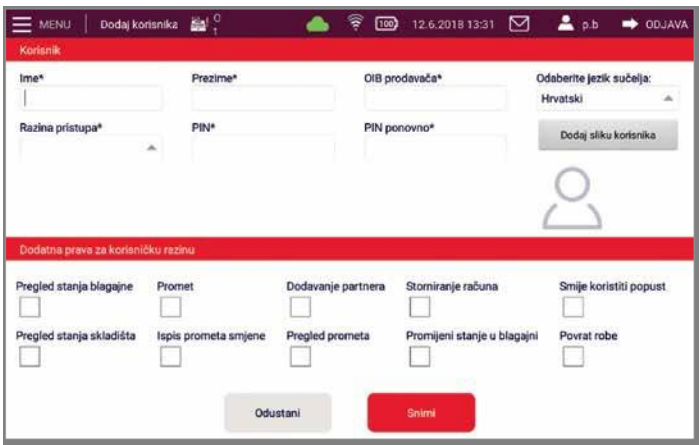 MENU Dodaj korisnika 0 1 100 12.6.2018 13:31 p.b ODJAVA
Korisnik
Ime* Prezime* OIB prodavača* Odaberite jezik sučelja:
Hrvatski
Razina pristupa* PIN* PIN ponovno* Dodaj sliku korisnika
Dodatna prava za korisničku razinu
Pregled stanja blagajne Promet Dodavanje partnera Storniranje računa Smije koristiti popust
Pregled stanja skladišta Ispis prometa smjene Pregled prometa Promijeni stanje u blagajni Povrat robe
Odustani Snimi